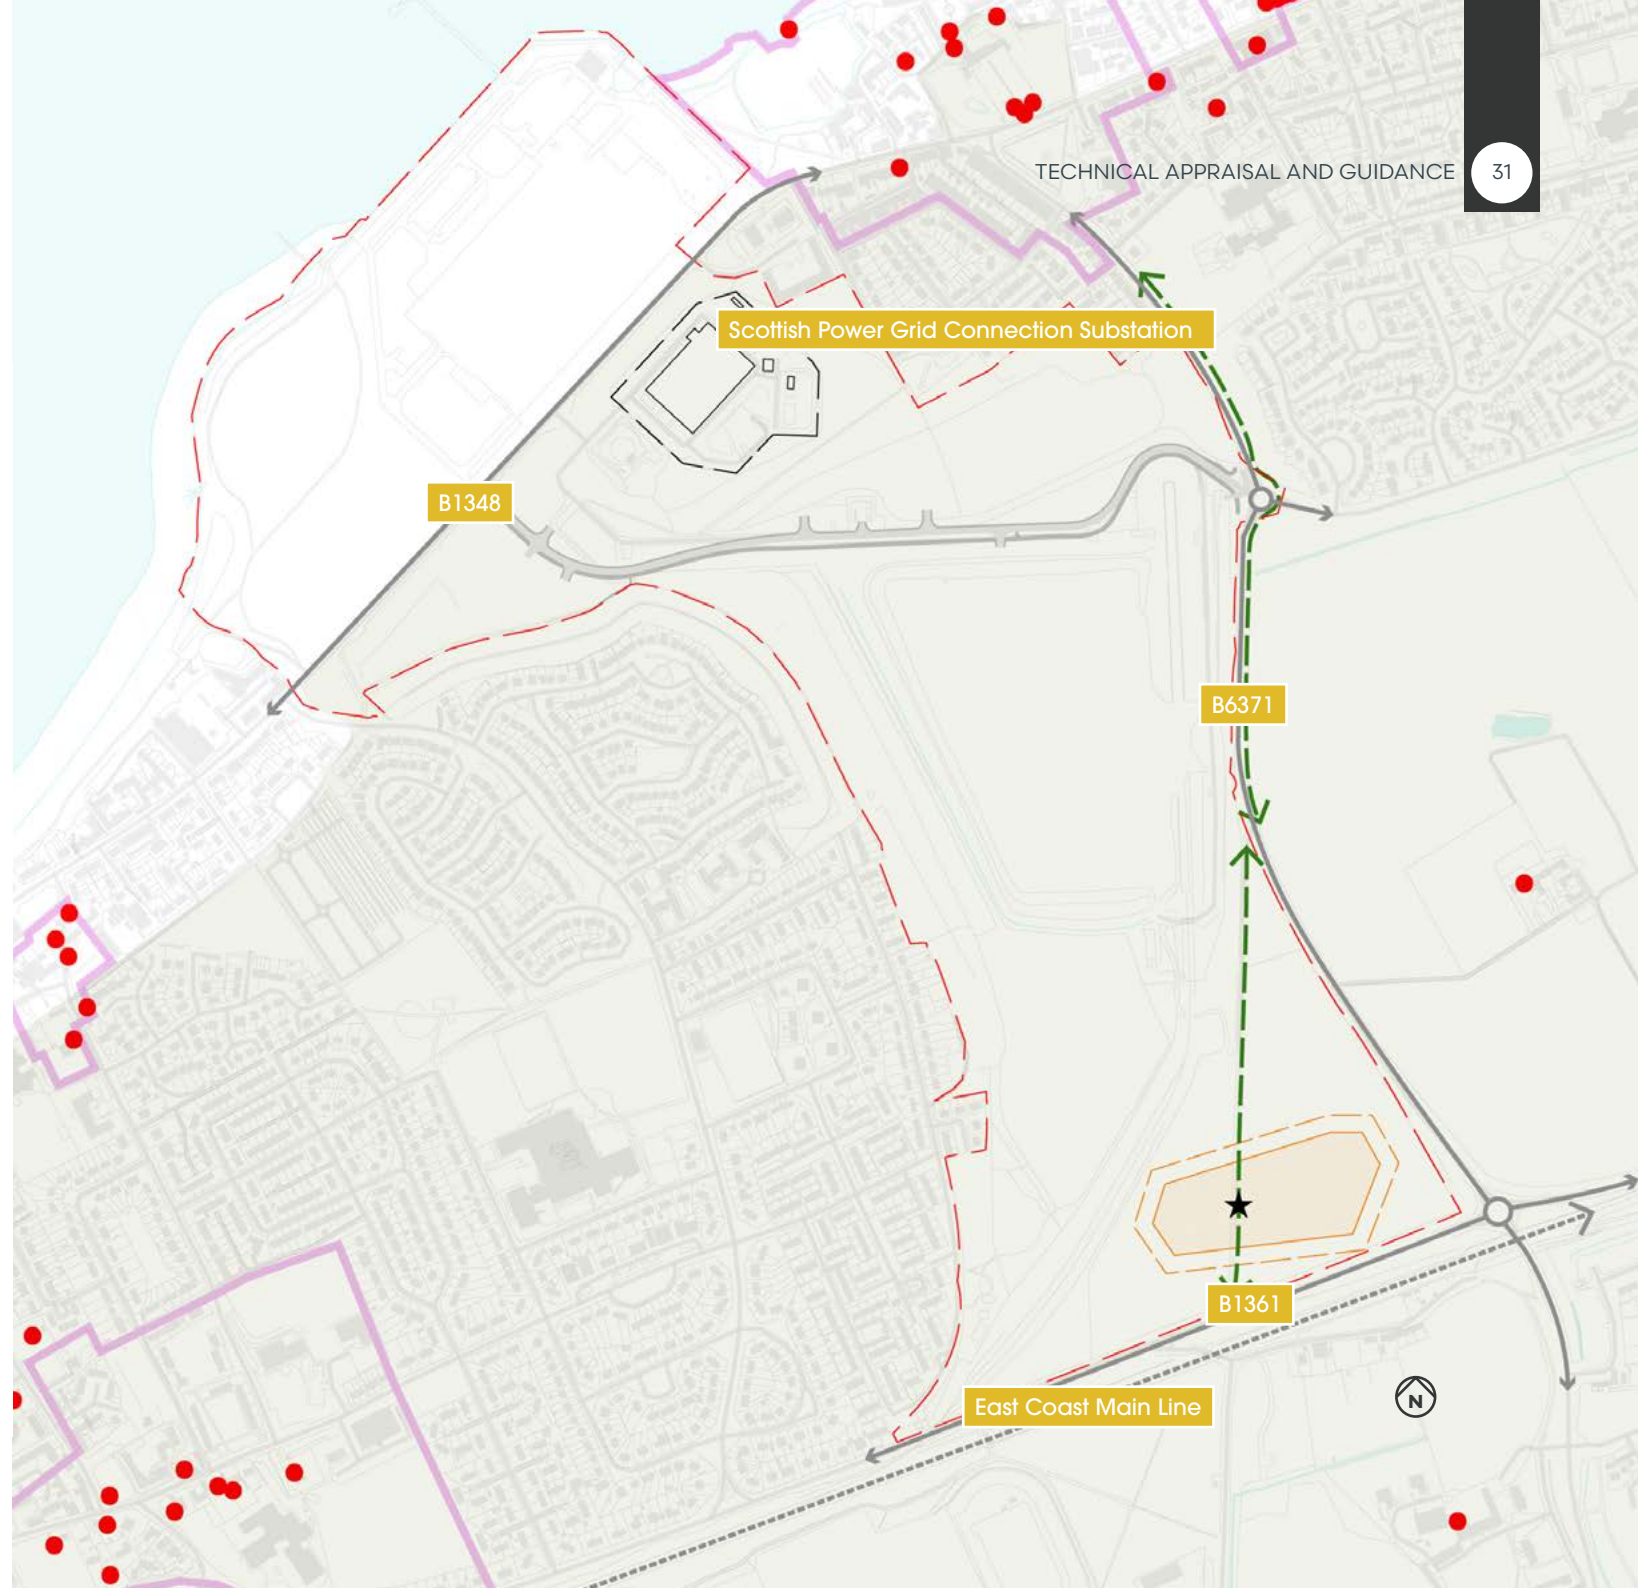 TECHNICAL APPRAISAL AND GUIDANCE 31
Scottish Power Grid Connection Substation
B1348
B6371
B1361
East Coast Main Line
N